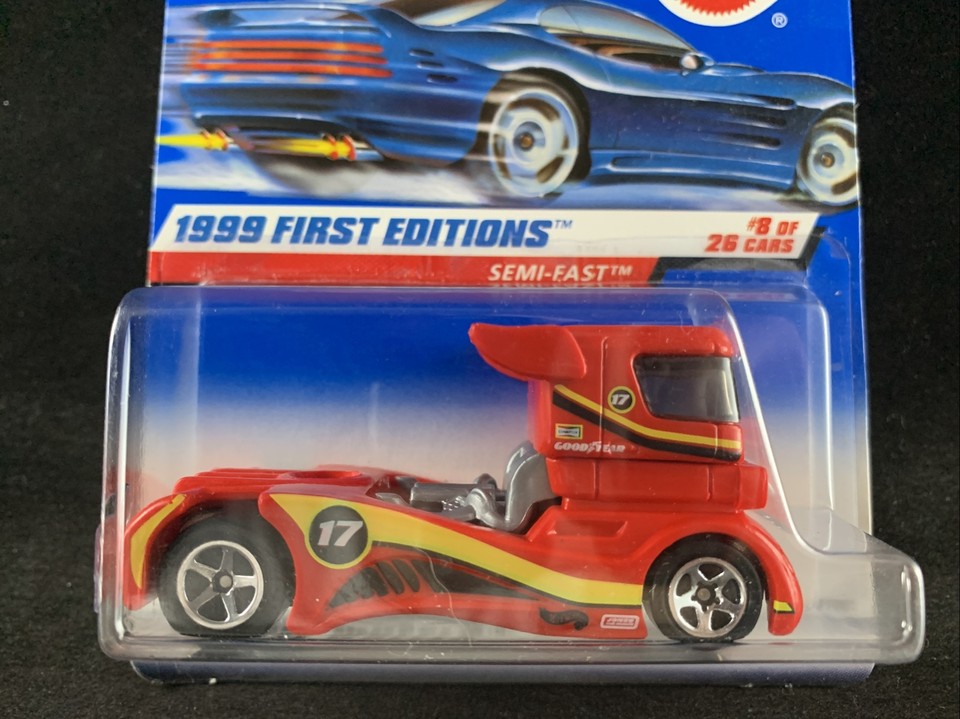 ®
1999 FIRST EDITIONS™
#8 OF
26 CARS
SEMI-FAST™
17
GOODYEAR
17